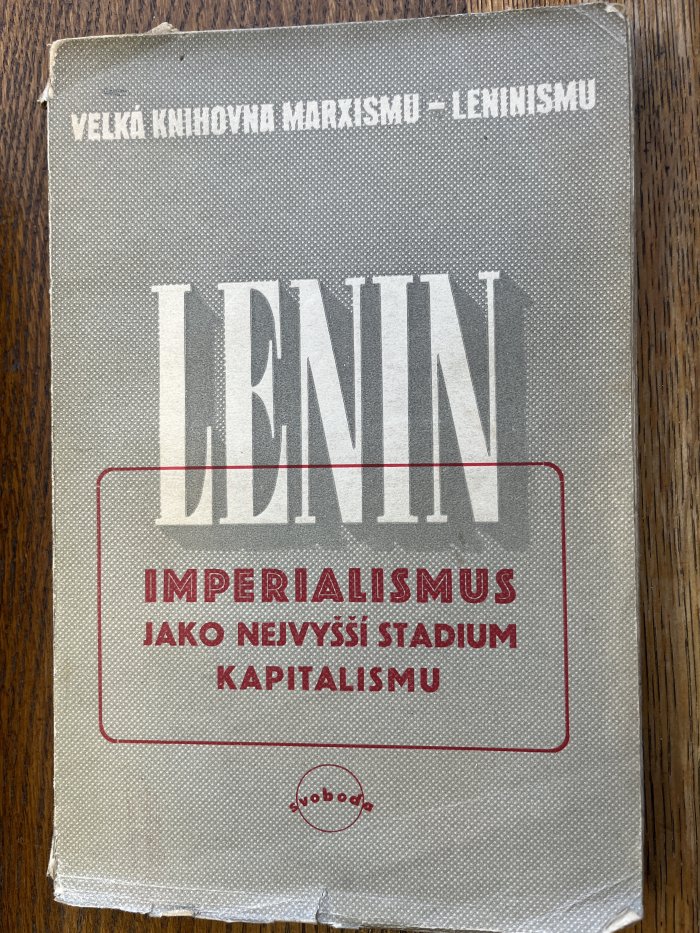 VELKÁ KNIHOVNA MARXISMU – LENINISMU
LENIN
IMPERIALISMUS
JAKO NEJVYŠŠÍ STADIUM
KAPITALISMU
svoboda